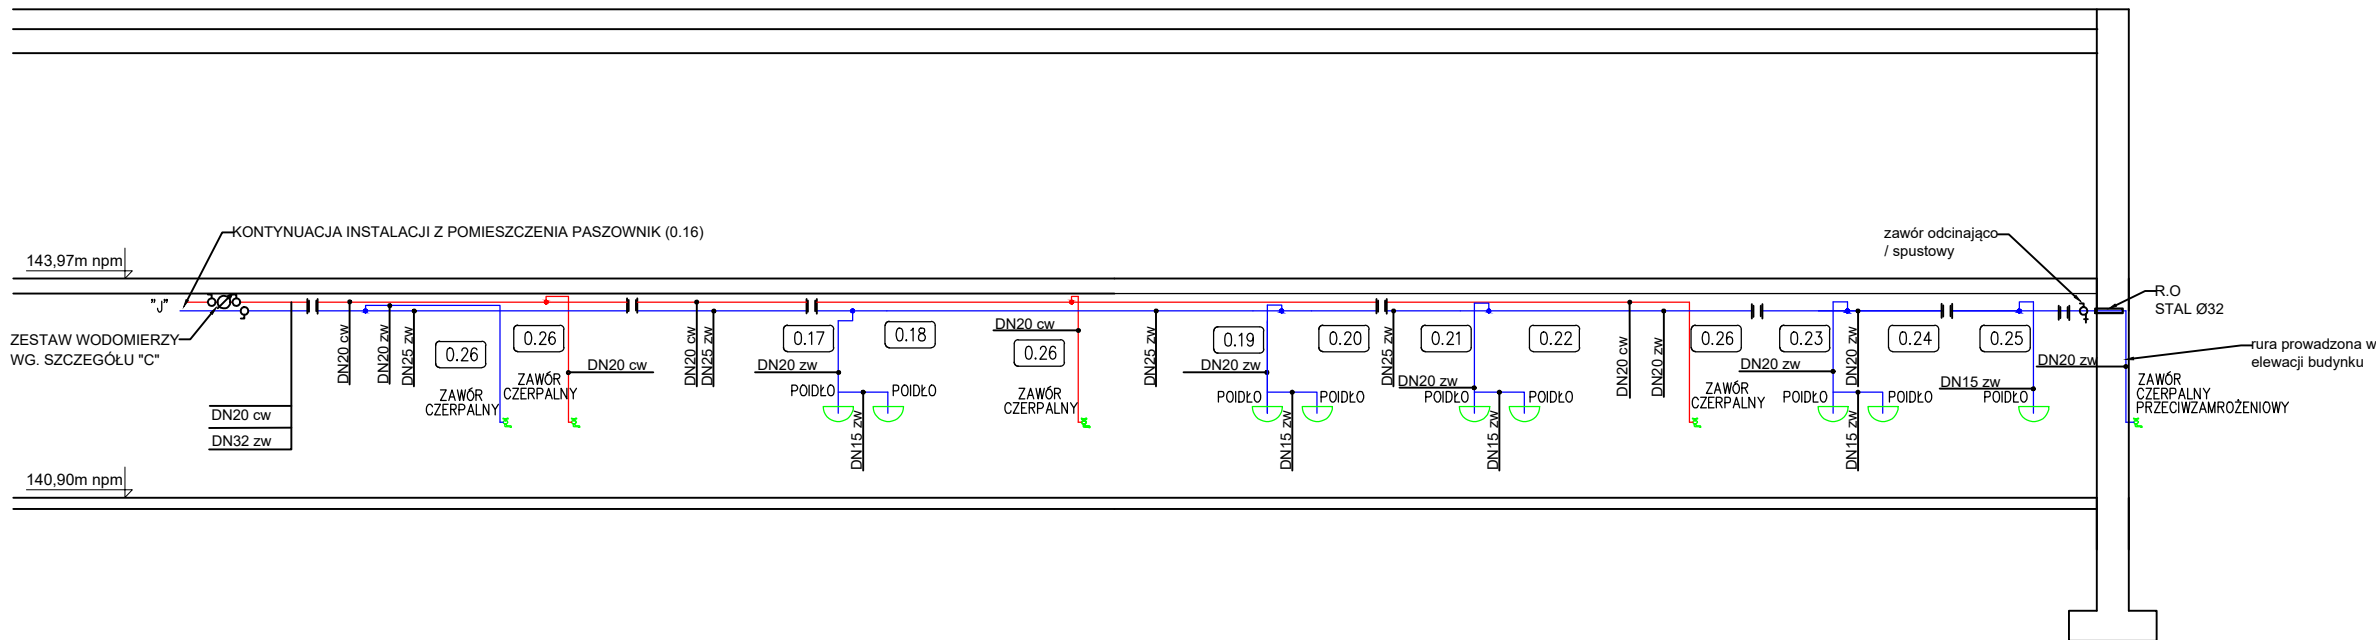 KONTYNUACJA INSTALACJI Z POMIESZCZENIA PASZOWNIK (0.16)
zawór odcinająco
/ spustowy
143,97m npm
"J"
R.O
STAL Ø32
ZESTAW WODOMIERZY
WG. SZCZEGÓŁU "C"
DN20 cw
DN32 zw
DN20 cw
DN20 zw
DN25 zw
0.26
ZAWÓR
CZERPALNY
0.26
ZAWÓR
CZERPALNY
DN20 cw
DN20 cw
DN25 zw
0.17
0.18
DN20 zw
POIDŁO
POIDŁO
DN15 zw
DN20 cw
0.26
ZAWÓR
CZERPALNY
DN25 zw
0.19
0.20
DN20 zw
POIDŁO
POIDŁO
DN15 zw
DN25 zw
0.21
0.22
DN20 zw
POIDŁO
POIDŁO
DN15 zw
DN20 cw
DN20 zw
0.26
ZAWÓR
CZERPALNY
0.23
0.24
DN20 zw
DN20 zw
POIDŁO
POIDŁO
DN15 zw
0.25
DN15 zw
POIDŁO
DN20 zw
rura prowadzona w
elewacji budynku
ZAWÓR
CZERPALNY
PRZECIWZAMROŻENIOWY
140,90m npm